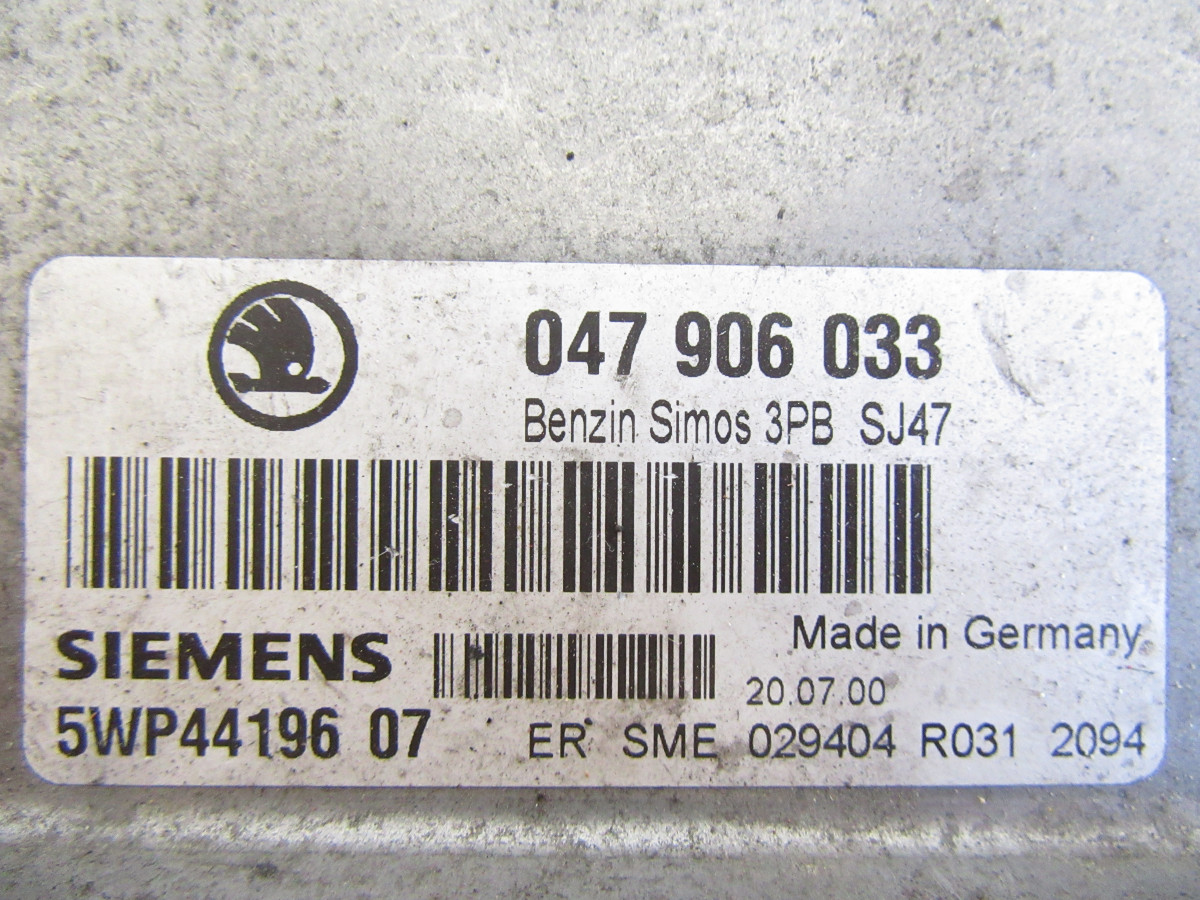 047 906 033
Benzin Simos 3PB SJ47
SIEMENS
Made in Germany
20.07.00
5WP44196 07 ER SME 029404 R031 2094